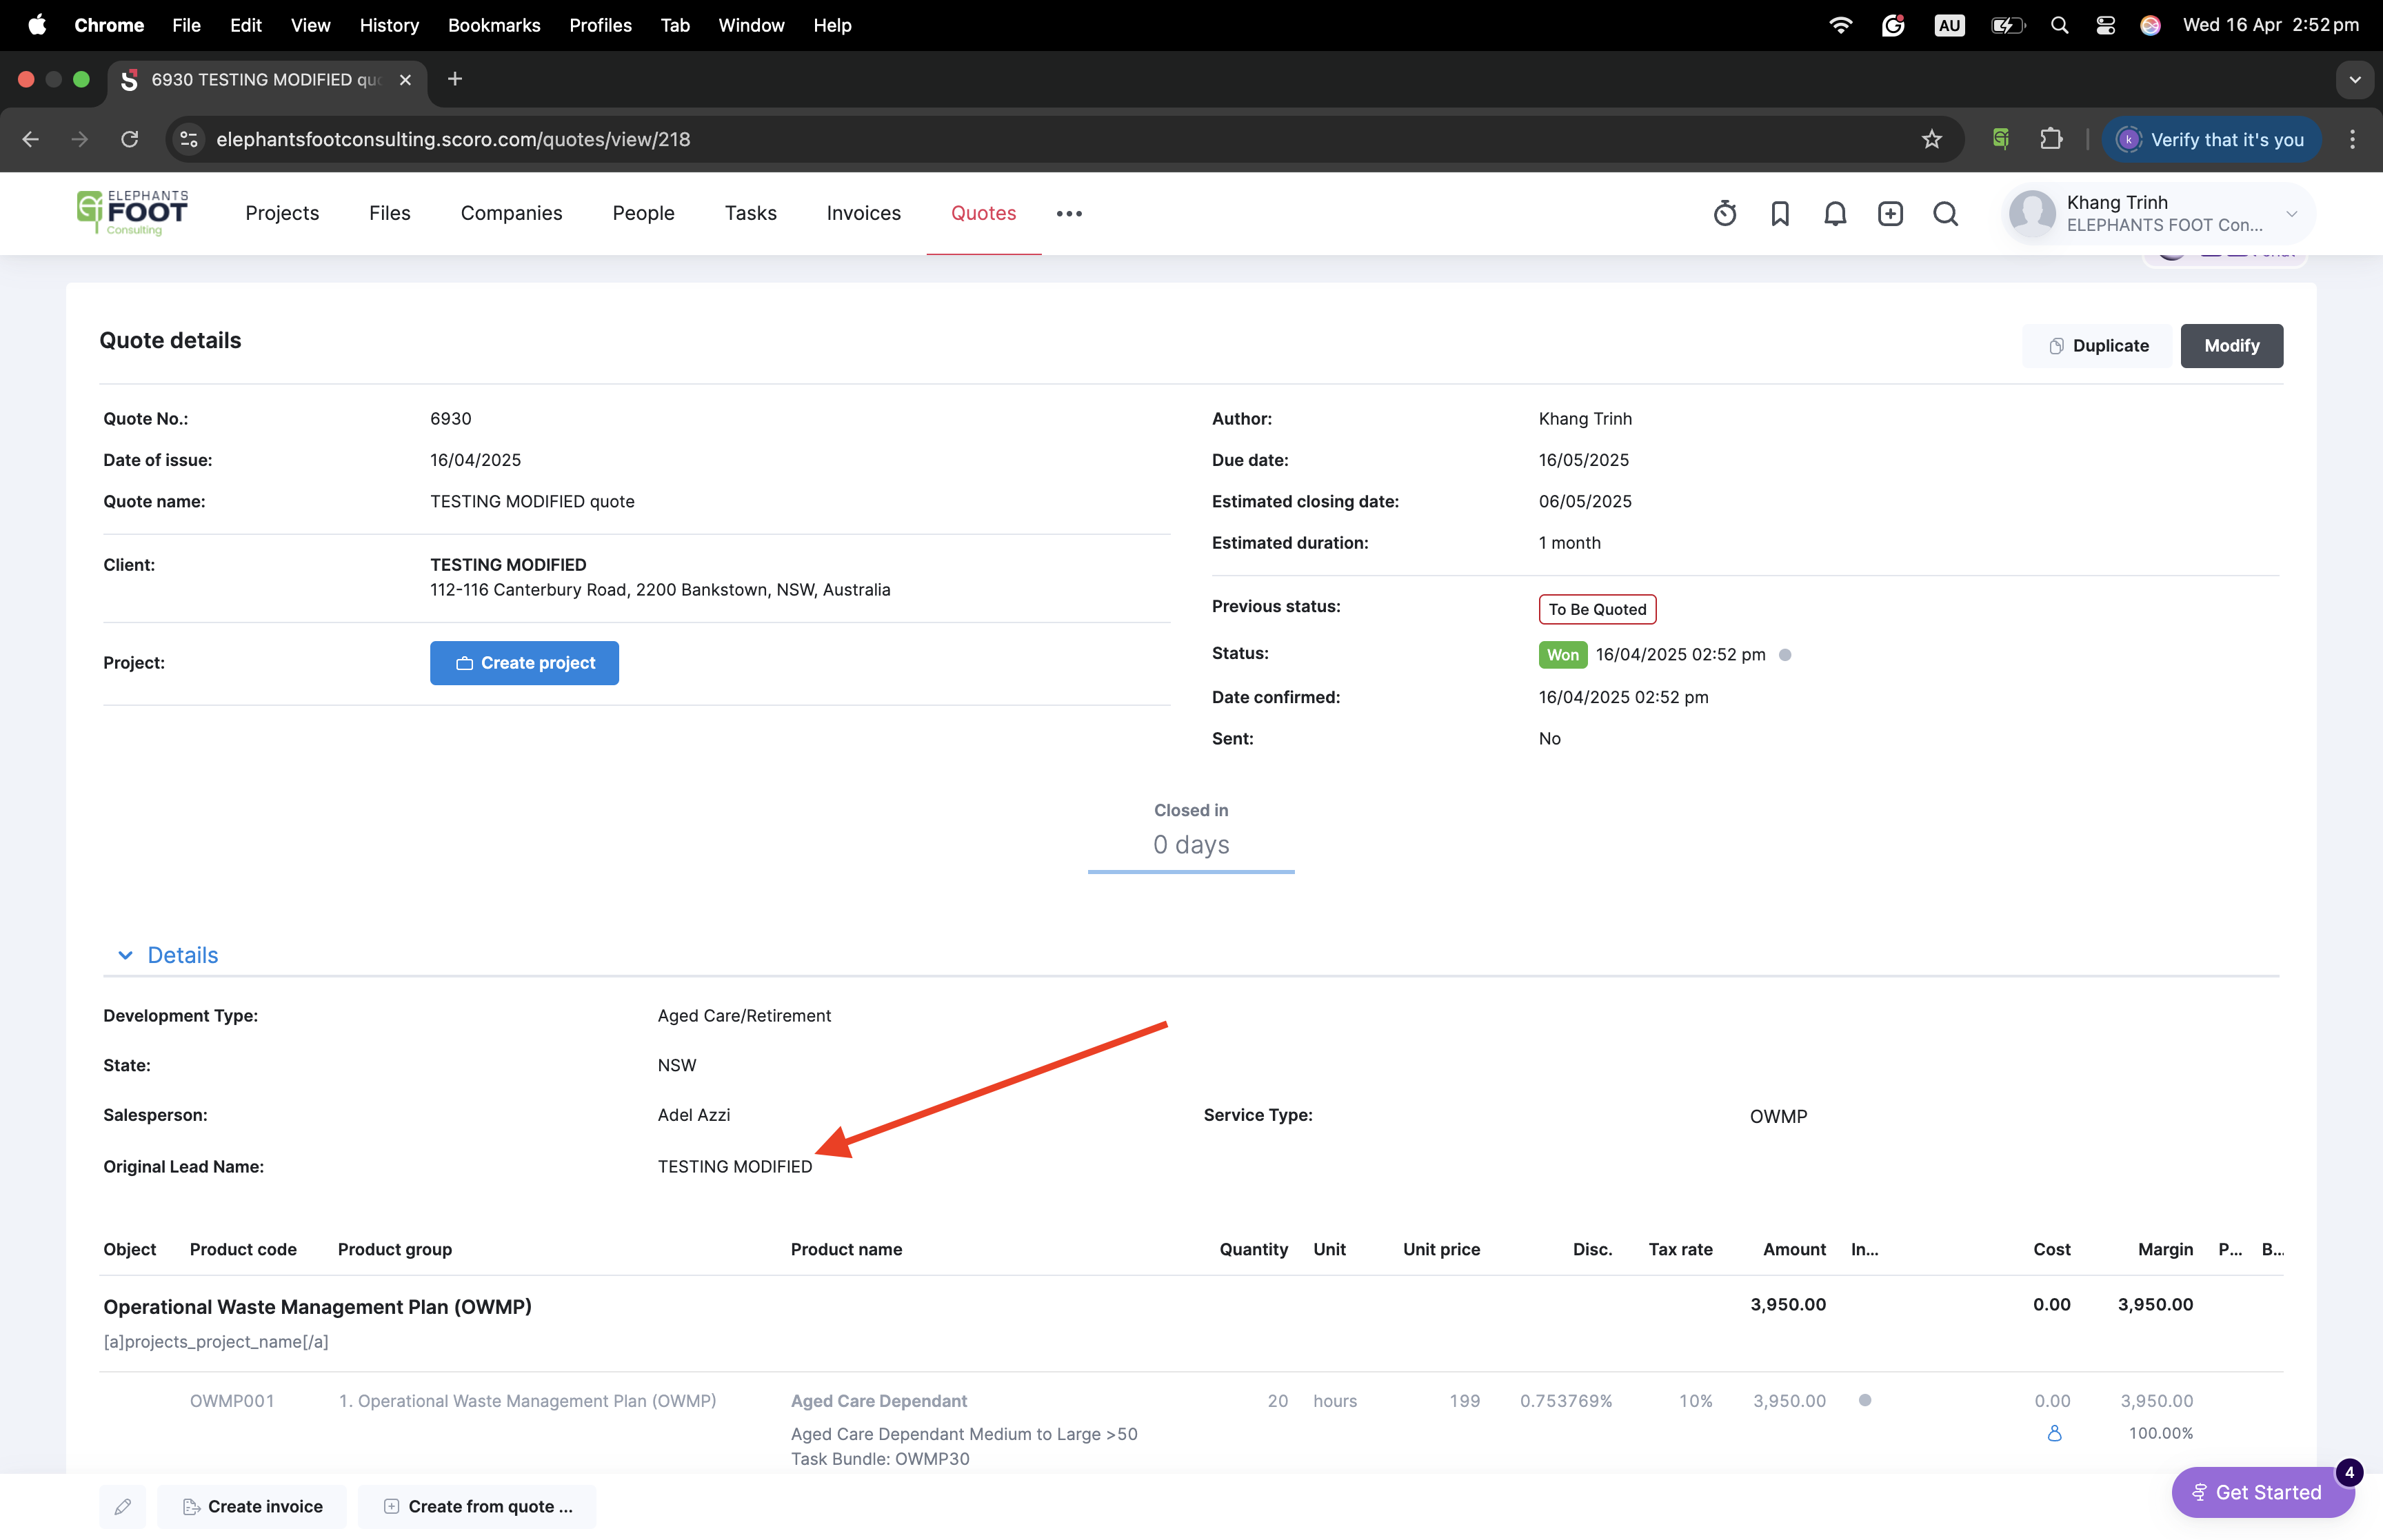 Chrome File Edit View History Bookmarks Profiles Tab Window Help AU Wed 16 Apr 2:52 pm
6930 TESTING MODIFIED quo
elephantsfootconsulting.scoro.com/quotes/view/218 k Verify that it's you
ELEPHANTS
FOOT
Consulting
Projects Files Companies People Tasks Invoices Quotes
Khang Trinh
ELEPHANTS FOOT Con...
Quote details Duplicate Modify
Quote No.: 6930 Author: Khang Trinh
Date of issue: 16/04/2025 Due date: 16/05/2025
Quote name: TESTING MODIFIED quote Estimated closing date: 06/05/2025
Estimated duration: 1 month
Client: TESTING MODIFIED
112-116 Canterbury Road, 2200 Bankstown, NSW, Australia
Previous status: To Be Quoted
Project: Create project Status: Won 16/04/2025 02:52 pm
Date confirmed: 16/04/2025 02:52 pm
Sent: No
Closed in
0 days
Details
Development Type: Aged Care/Retirement
State: NSW
Salesperson: Adel Azzi Service Type: OWMP
Original Lead Name: TESTING MODIFIED
Object Product code Product group Product name Quantity Unit Unit price Disc. Tax rate Amount In... Cost Margin P... B...
Operational Waste Management Plan (OWMP) 3,950.00 0.00 3,950.00
[a]projects_project_name[/a]
OWMP001 1. Operational Waste Management Plan (OWMP) Aged Care Dependant 20 hours 199 0.753769% 10% 3,950.00 0.00 3,950.00
Aged Care Dependant Medium to Large >50 100.00%
Task Bundle: OWMP30
Create invoice Create from quote ... Get Started 4